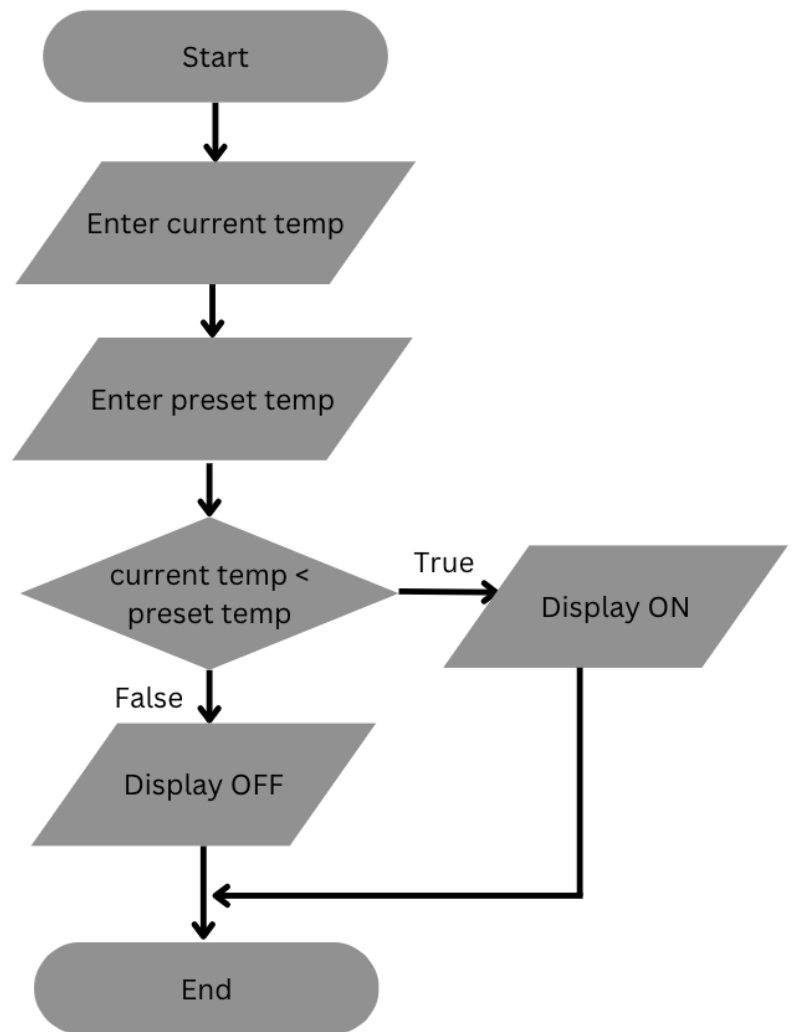 Start
Enter current temp
Enter preset temp
current temp <
preset temp
True
Display ON
False
Display OFF
End